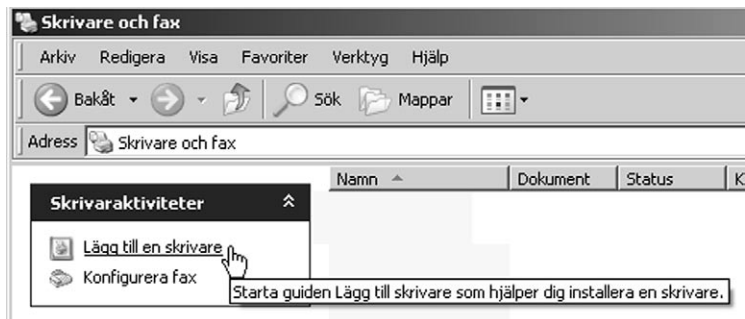 Skrivare och fax
Arkiv Redigera Visa Favoriter Verktyg Hjälp
Bakåt Sök Mappar
Adress Skrivare och fax
Namn Dokument Status
Skrivaraktiviteter
Lägg till en skrivare
Konfigurera fax
Starta guiden Lägg till skrivare som hjälper dig installera en skrivare.